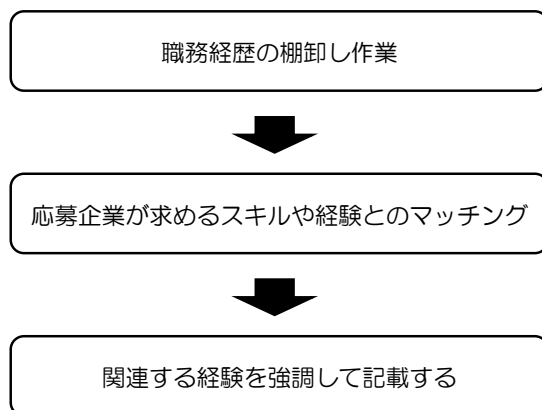 職務経歴の棚卸し作業
応募企業が求めるスキルや経験とのマッチング
関連する経験を強調して記載する